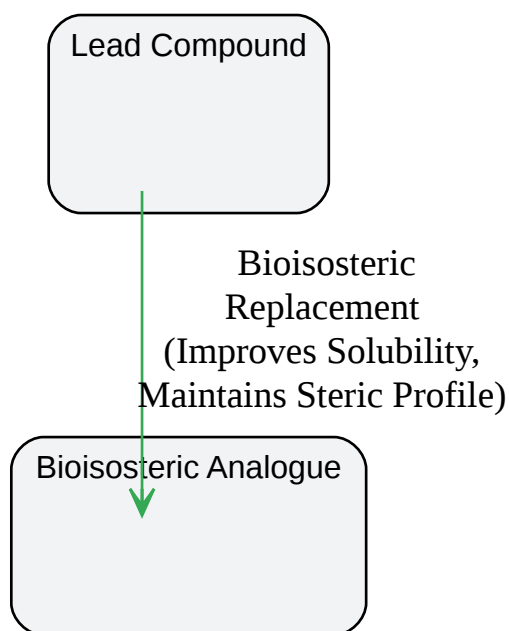 Lead Compound
Bioisosteric
Replacement
(Improves Solubility,
Maintains Steric Profile)
Bioisosteric Analogue